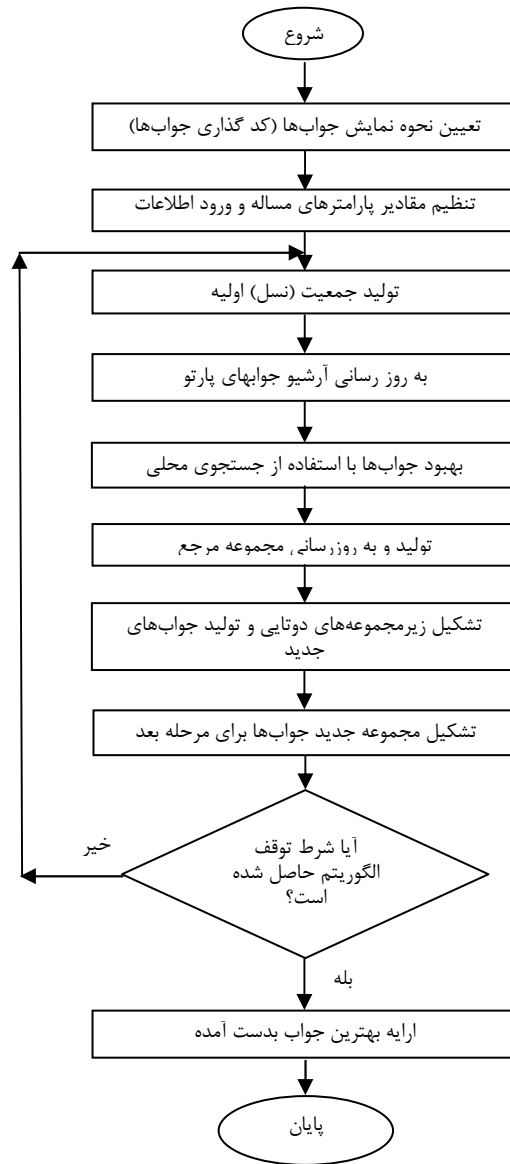 شروع
تعیین نحوه نمایش جواب‌ها (کد گذاری جواب‌ها)
تنظیم مقادیر پارامترهای مساله و ورود اطلاعات
تولید جمعیت (نسل) اولیه
به روز رسانی آرشیو جوابهای پارتو
بهبود جواب‌ها با استفاده از جستجوی محلی
تولید و به روزرسانی مجموعه مرجع
تشکیل زیرمجموعه‌های دوتایی و تولید جواب‌های
جدید
تشکیل مجموعه جدید جواب‌ها برای مرحله بعد
آیا شرط توقف
الگوریتم حاصل شده
است؟
خیر
بله
ارایه بهترین جواب بدست آمده
پایان